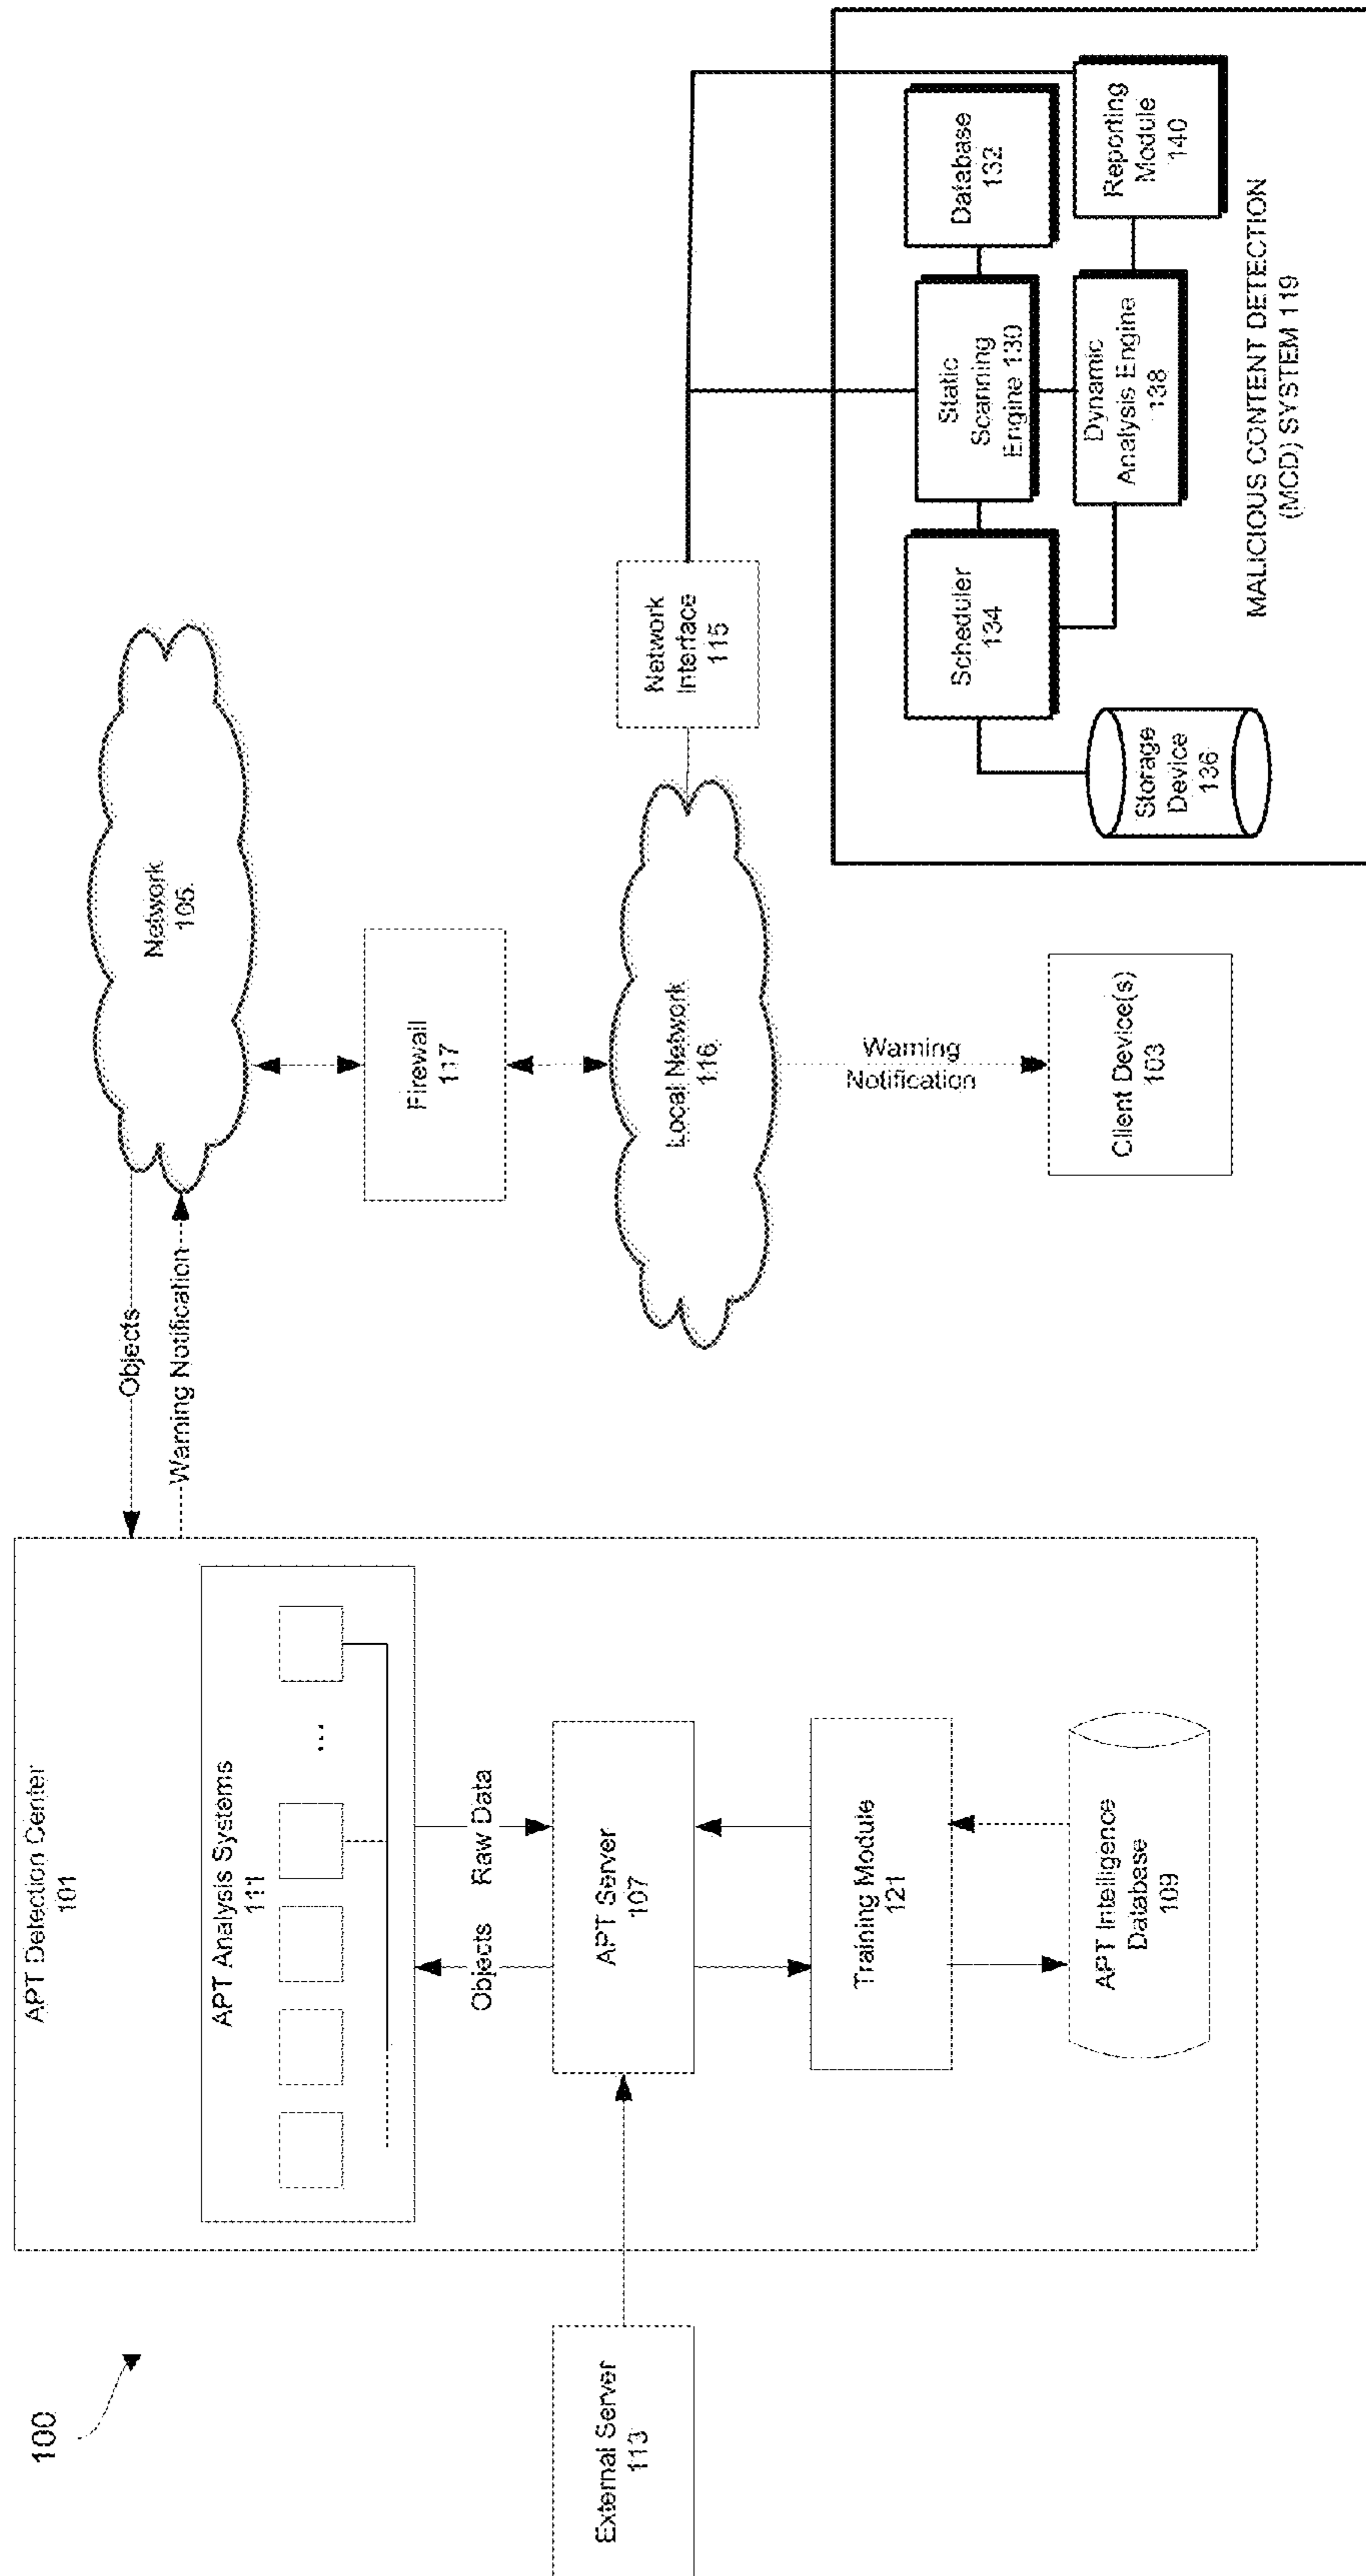 100
APT Detection Center
101
APT Analysis Systems
111
...
Objects
Raw Data
APT Server
107
Training Module
121
APT Intelligence
Database
109
External Server
113
Objects
Warning Notification
Network
105
Firewall
117
Local Network
116
Warning
Notification
Client Device(s)
103
Network
Interface
115
Scheduler
134
Storage
Device
136
Static
Scanning
Engine 130
Database
132
Dynamic
Analysis Engine
138
Reporting
Module
140
MALICIOUS CONTENT DETECTION
(MCD) SYSTEM 119